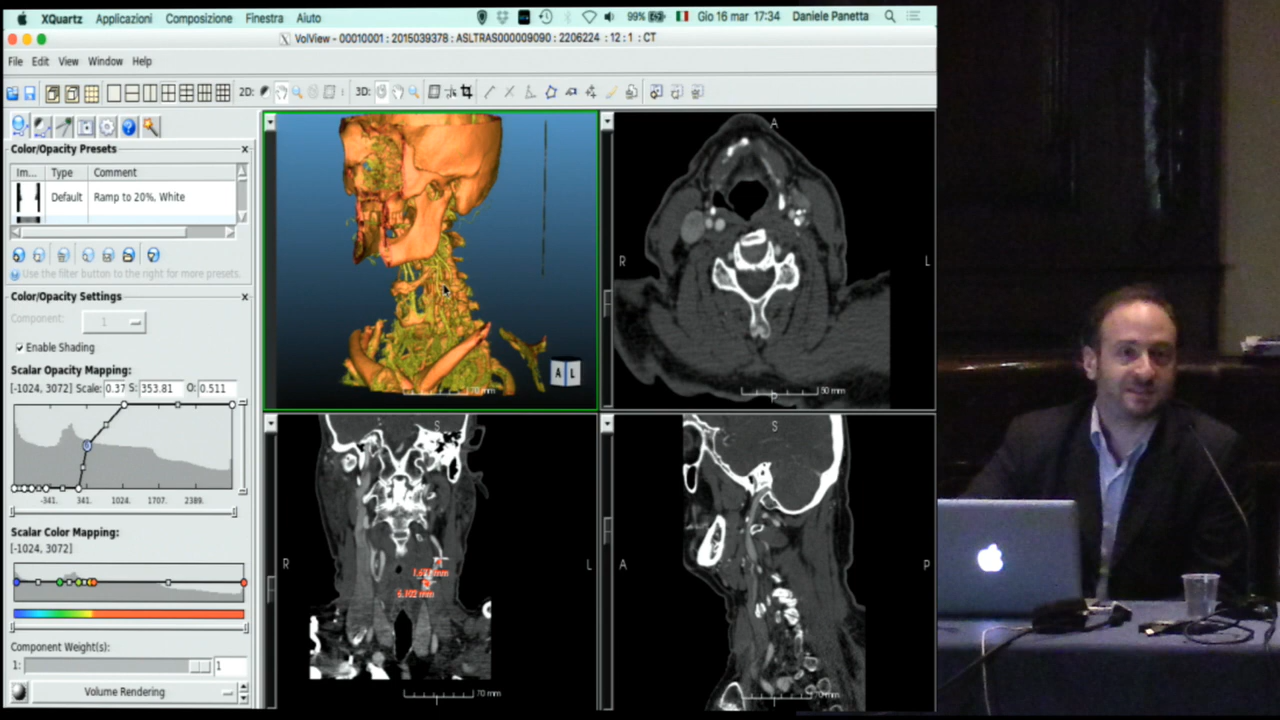 XQuartz Applicazioni Composizione Finestra Aiuto 99% Gio 16 mar 17:34 Daniele Panetta
VolView - 00010001 : 2015039378 : ASLTRAS000009090 : 2206224 : 12 : 1 : CT
File Edit View Window Help
2D: 3D:
Color/Opacity Presets x
Im... Type Comment
Default Ramp to 20%, White
Use the filter button to the right for more presets.
Color/Opacity Settings x
Component: 1
Enable Shading
Scalar Opacity Mapping:
[-1024, 3072] Scale: 0.37 S: 353.81 O: 0.511
-341. 341. 1024. 1707. 2389.
Scalar Color Mapping:
[-1024, 3072]
Component Weight(s):
1: 1
Volume Rendering
A L
A
R L
P
50 mm
S
R L
6.102 mm
70 mm
S
A P